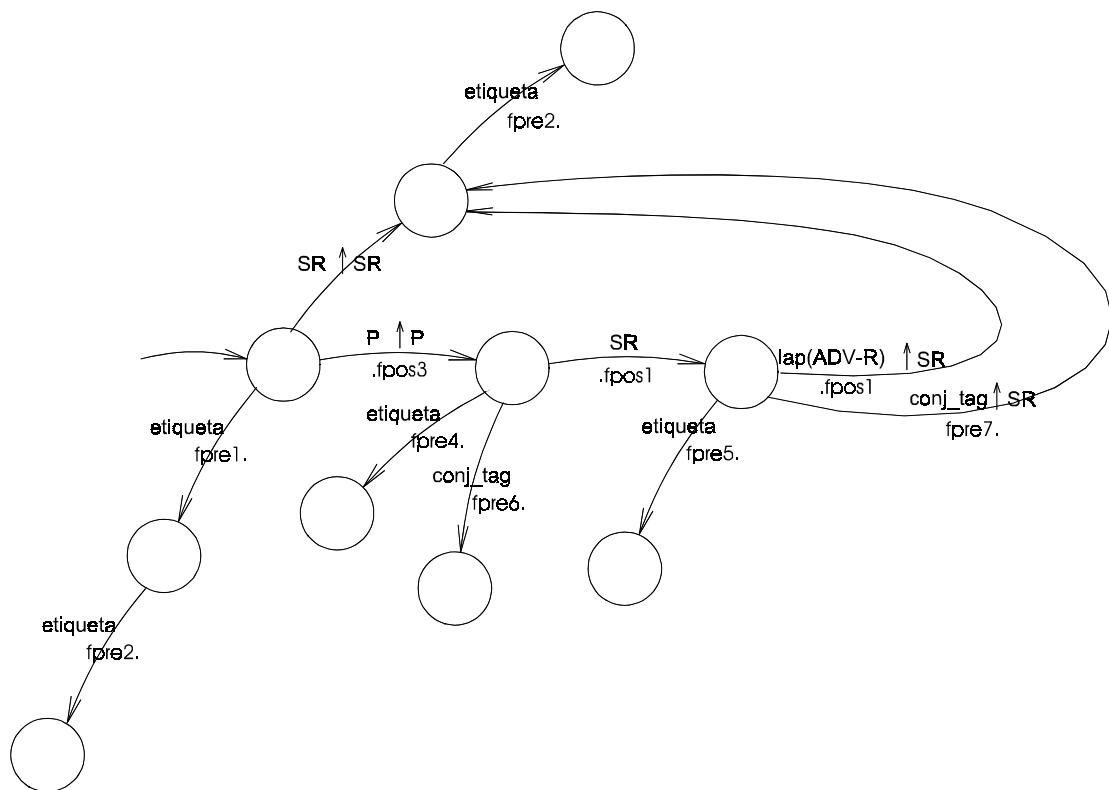 etiqueta
fpre2.
SR ↑ SR
P ↑ P
.fpos3
SR
.fpos1
lap(ADV-R) ↑ SR
.fpos1
conj_tag ↑ SR
fpre7.
etiqueta
fpre1.
etiqueta
fpre4.
conj_tag
fpre6.
etiqueta
fpre5.
etiqueta
fpre2.